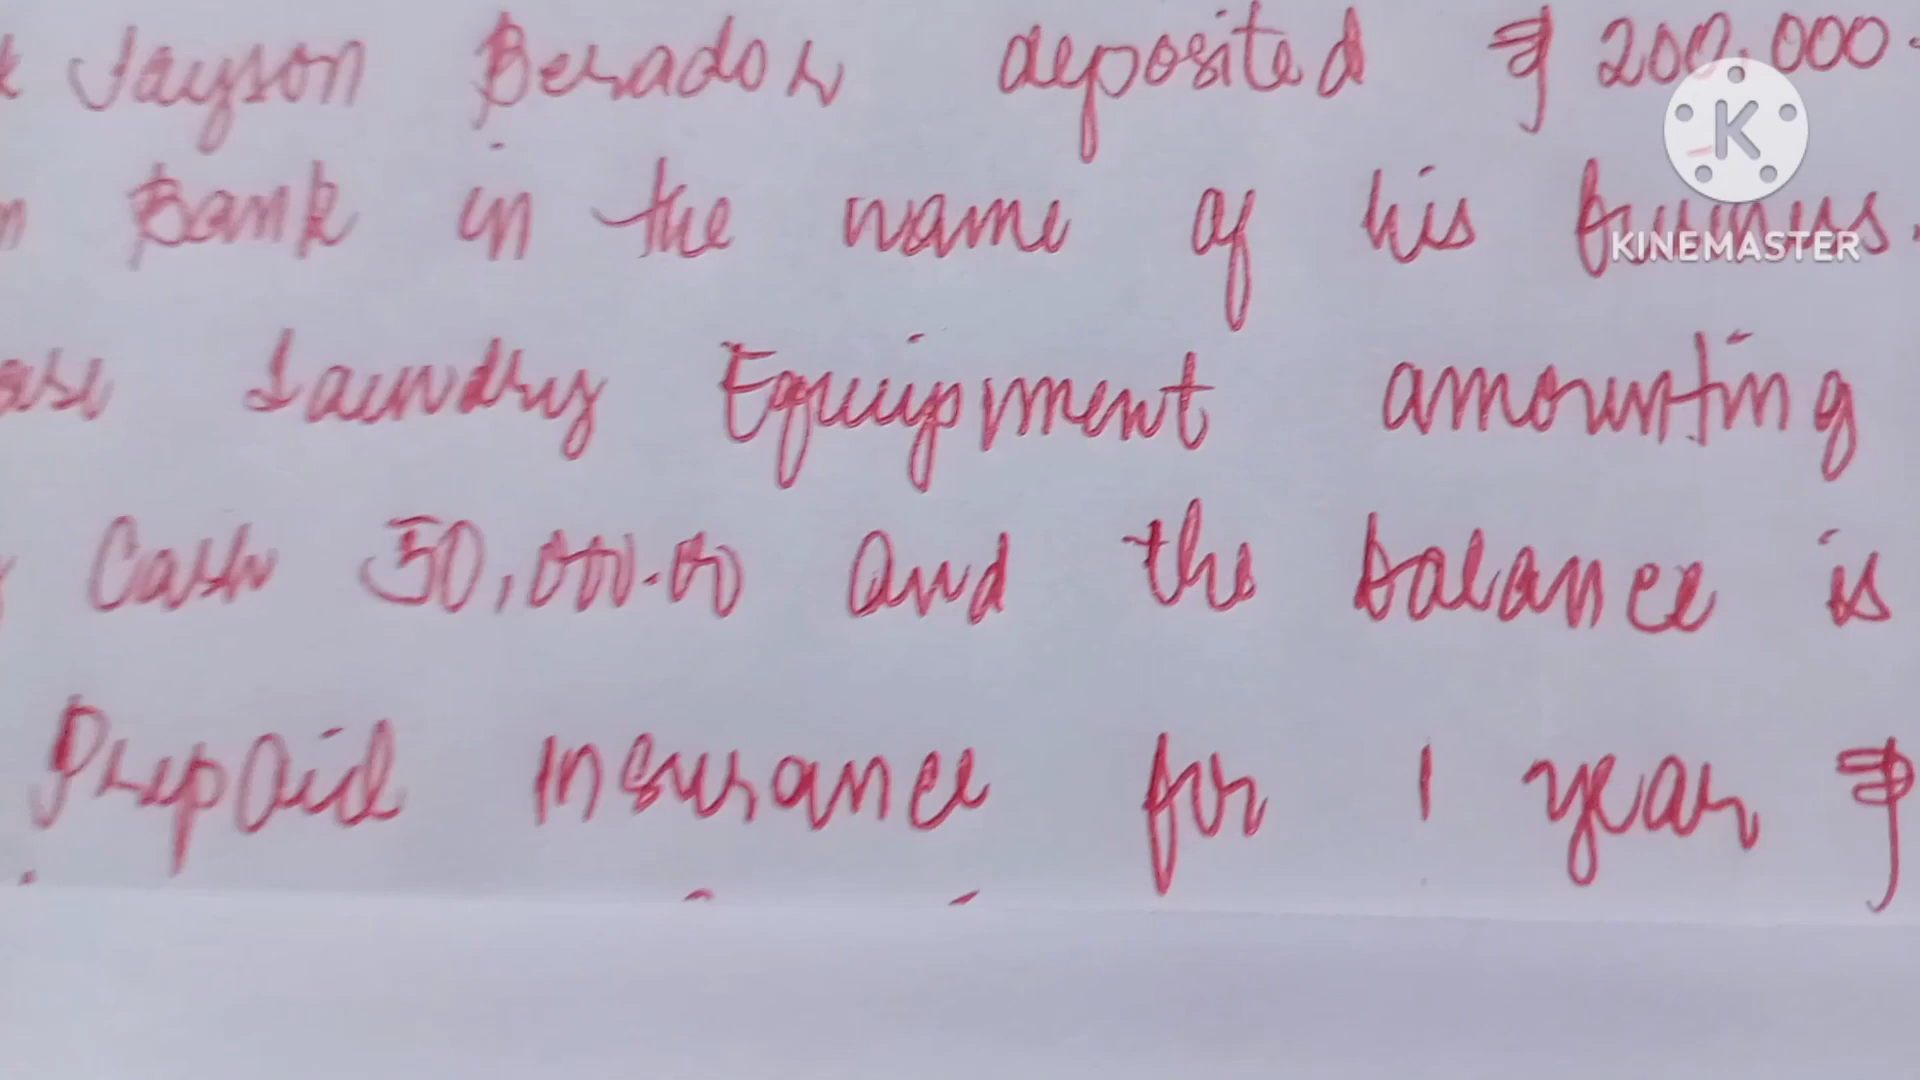 Jayson Berador deposited ₱ 200,000
K
Bank in the name of his business.
KINEMASTER
Laundry Equipment amounting
Cash 50,000.00 and the balance is
Prepaid Insurance for 1 year ₱